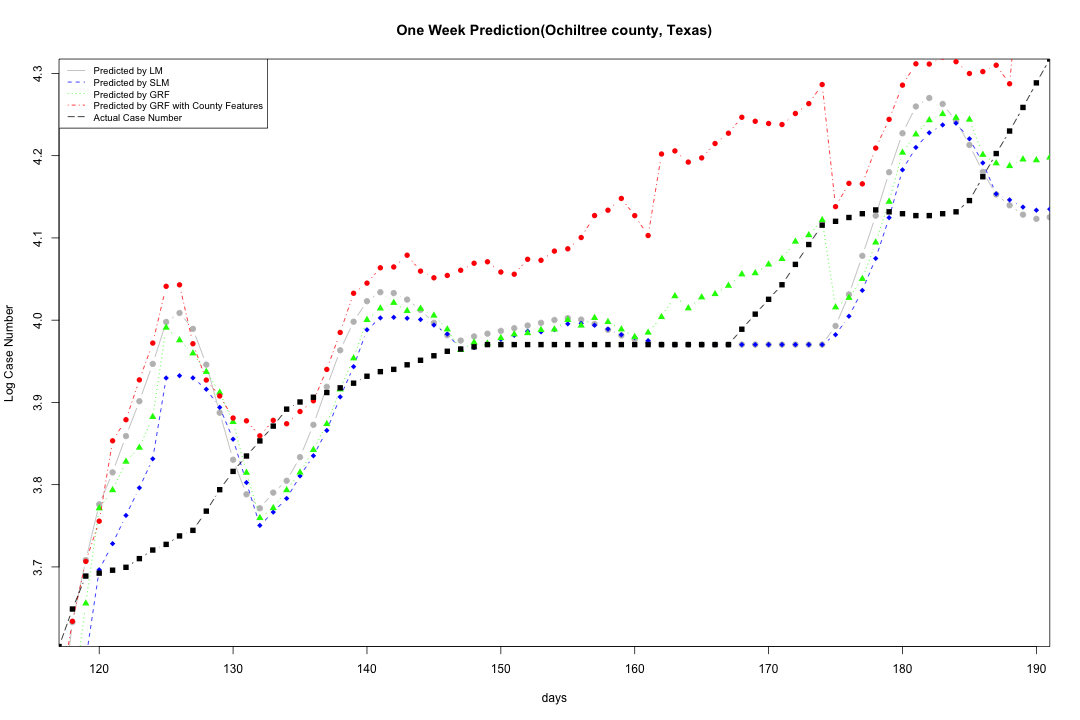 One Week Prediction(Ochiltree county, Texas)
Predicted by LM
Predicted by SLM
Predicted by GRF
Predicted by GRF with County Features
Actual Case Number
Log Case Number
4.3
4.2
4.1
4.0
3.9
3.8
3.7
120 130 140 150 160 170 180 190
days